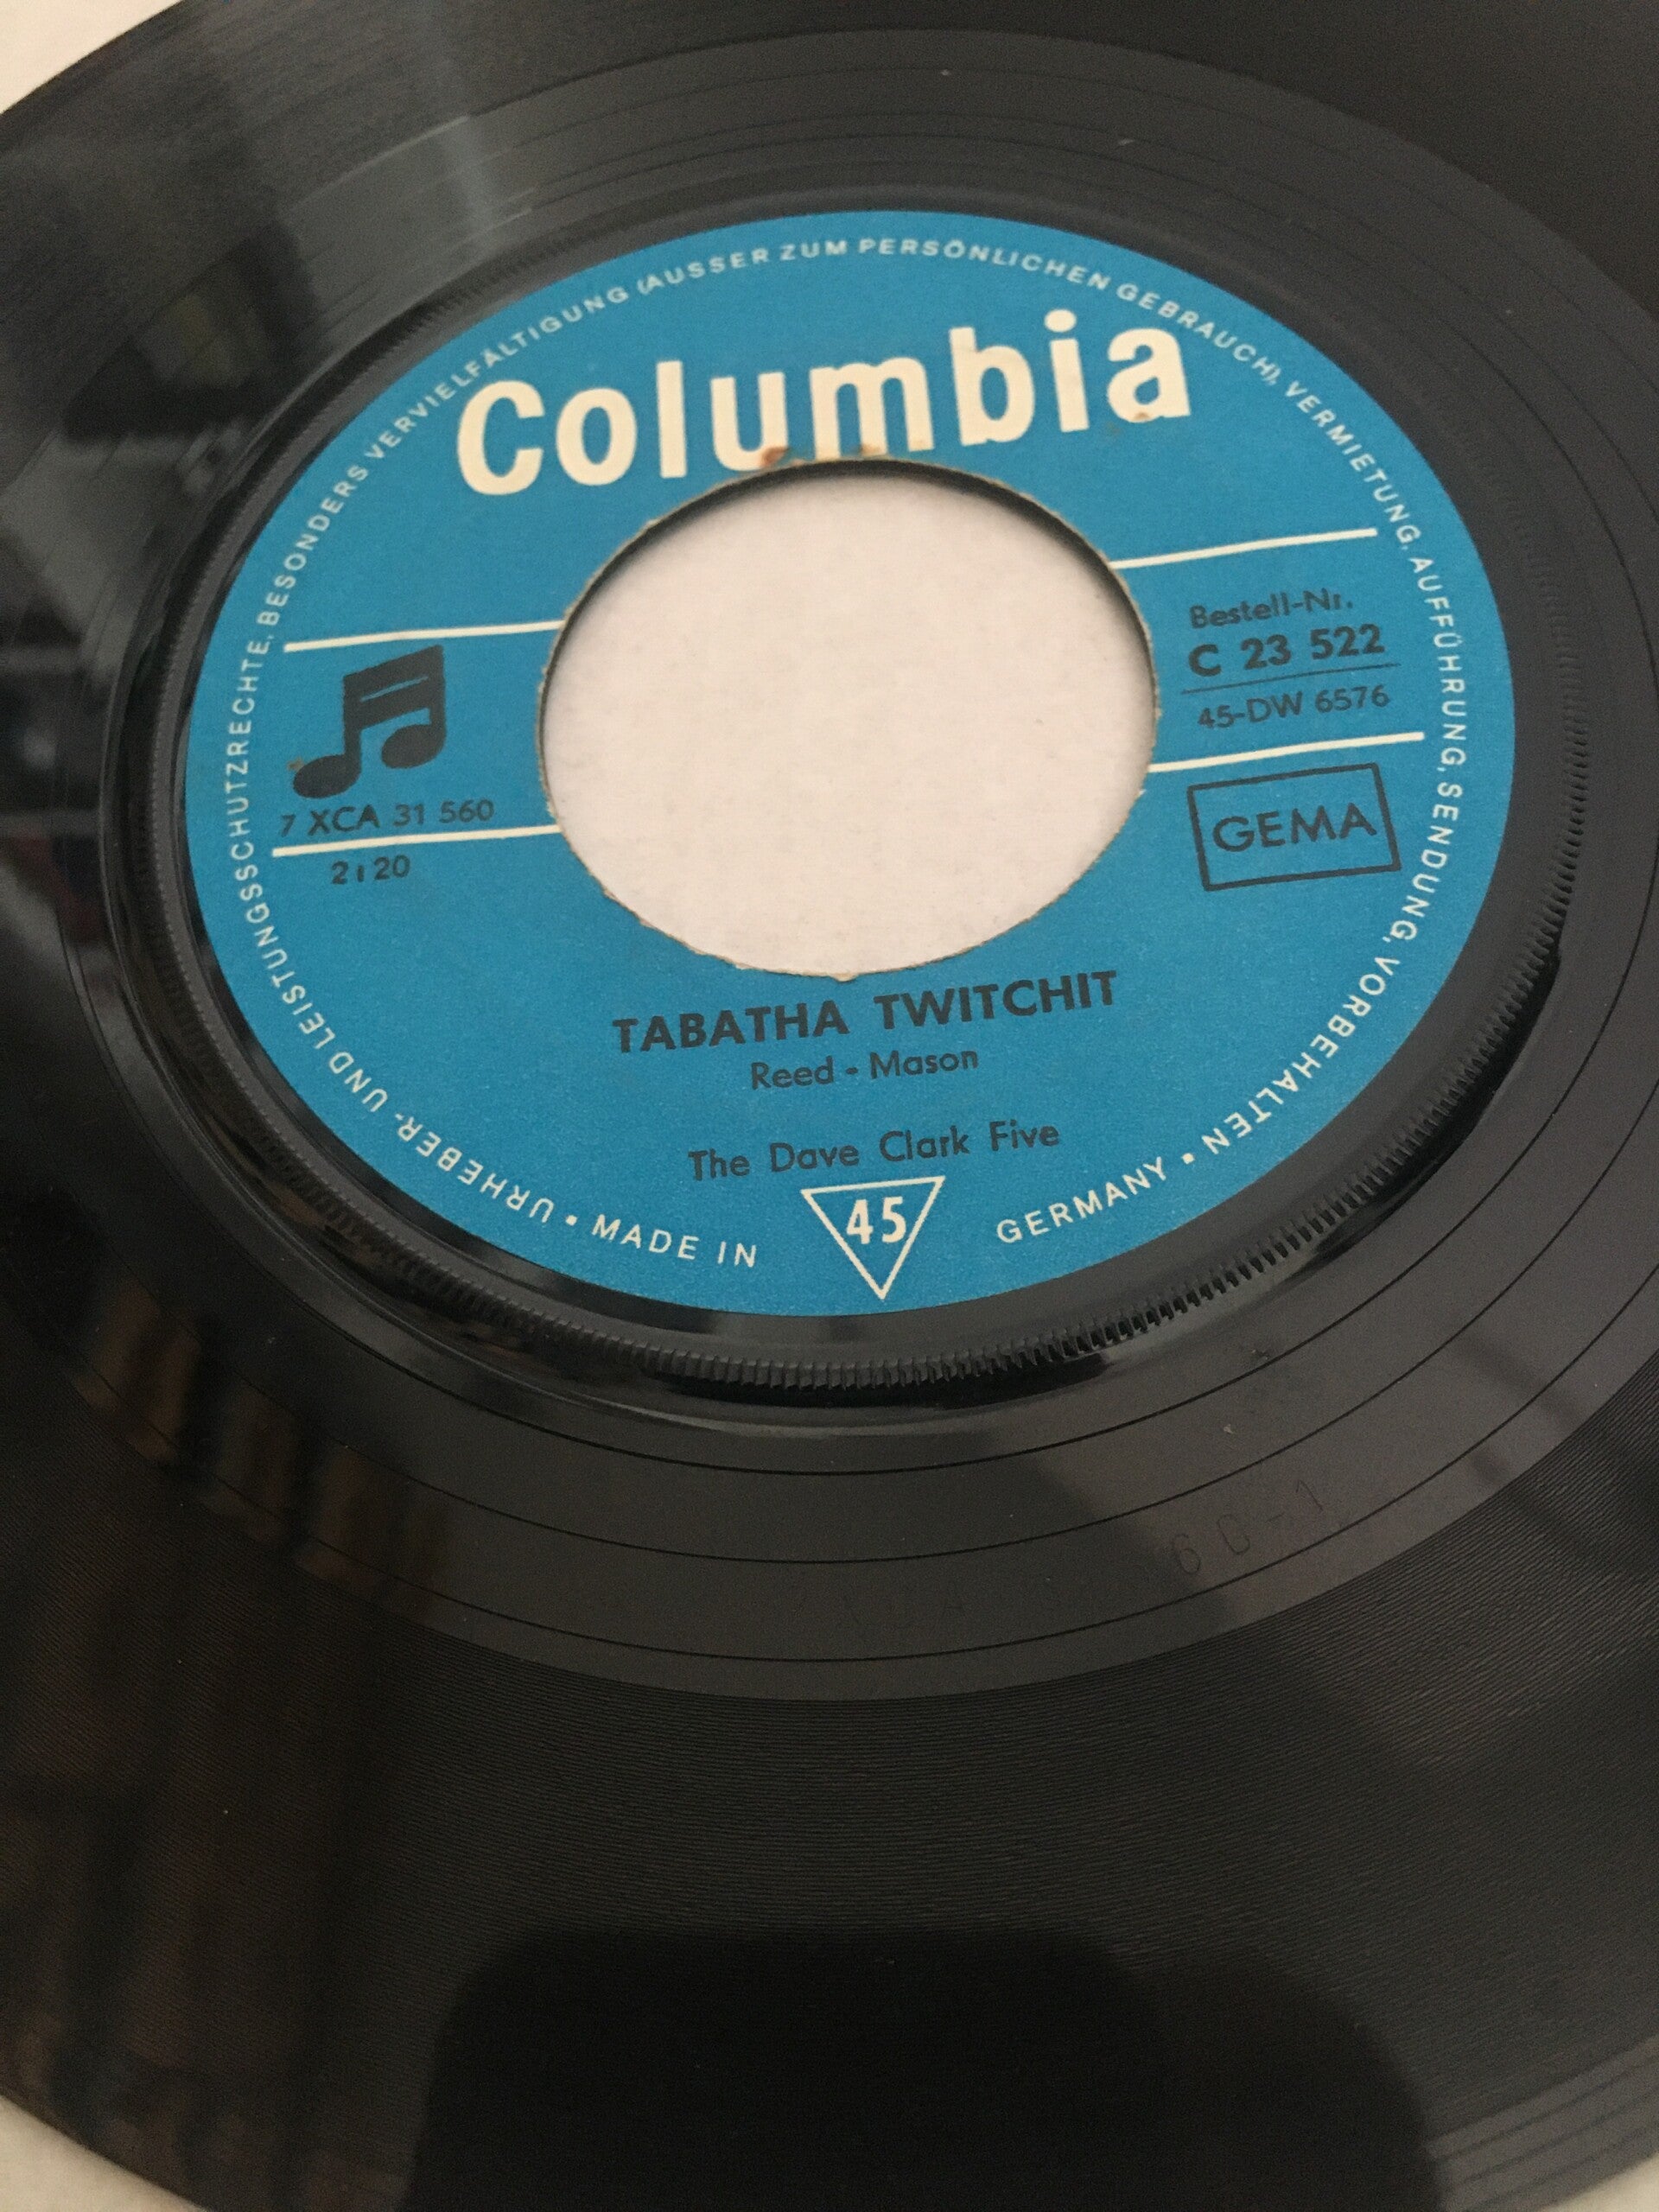 URHEBER- UND LEISTUNGSSCHUTZRECHTE, BESONDERS VERVIELFÄLTIGUNG (AUSSER ZUM PERSÖNLICHEN GEBRAUCH), VERMIETUNG, AUFFÜHRUNG, SENDUNG, VORBEHALTEN •
Columbia
Bestell-Nr.
C 23 522
45-DW 6576
7 XCA 31 560
2:20
GEMA
TABATHA TWITCHIT
Reed - Mason
The Dave Clark Five
• MADE IN 45 GERMANY
60-1